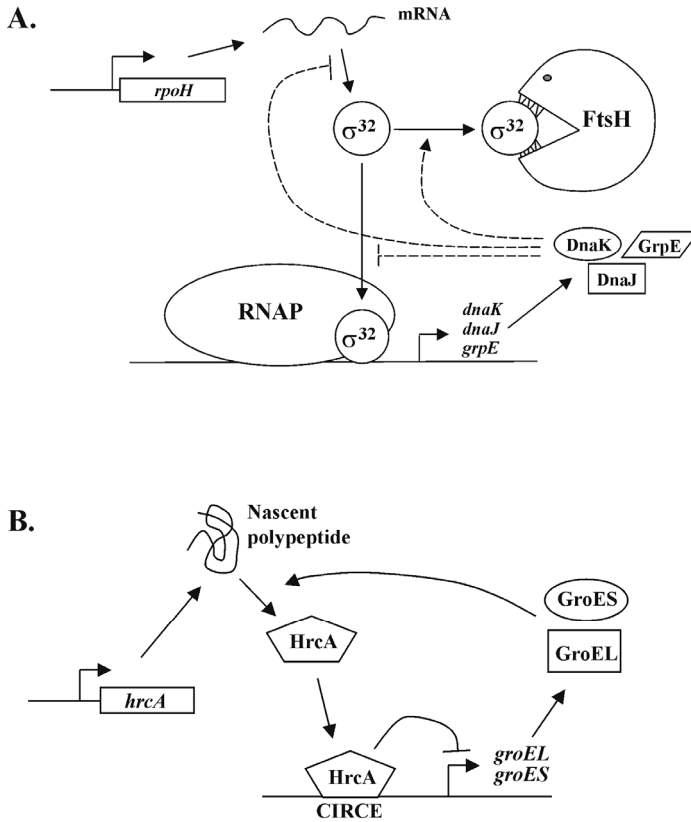 A.
mRNA
rpoH
σ32
σ32
FtsH
DnaK
GrpE
DnaJ
RNAP
σ32
dnaK
dnaJ
grpE
B.
Nascent
polypeptide
GroES
HrcA
GroEL
hrcA
HrcA
groEL
groES
CIRCE